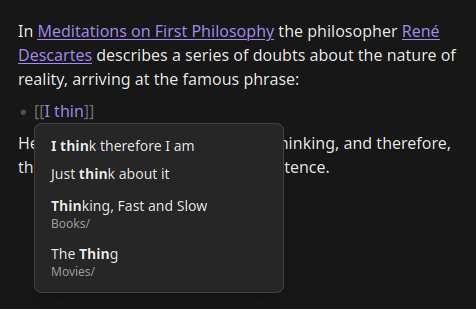 In Meditations on First Philosophy the philosopher René
Descartes describes a series of doubts about the nature of
reality, arriving at the famous phrase:
[[I thin]]
I think therefore I am
Just think about it
Thinking, Fast and Slow
Books/
The Thing
Movies/
He hinking, and therefore,
th tence.